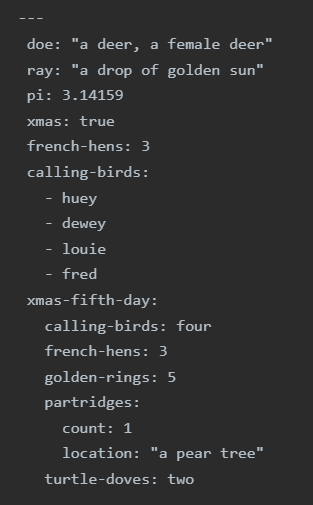 ---
doe: "a deer, a female deer"
ray: "a drop of golden sun"
pi: 3.14159
xmas: true
french-hens: 3
calling-birds:
  - huey
  - dewey
  - louie
  - fred
xmas-fifth-day:
  calling-birds: four
  french-hens: 3
  golden-rings: 5
  partridges:
    count: 1
    location: "a pear tree"
  turtle-doves: two